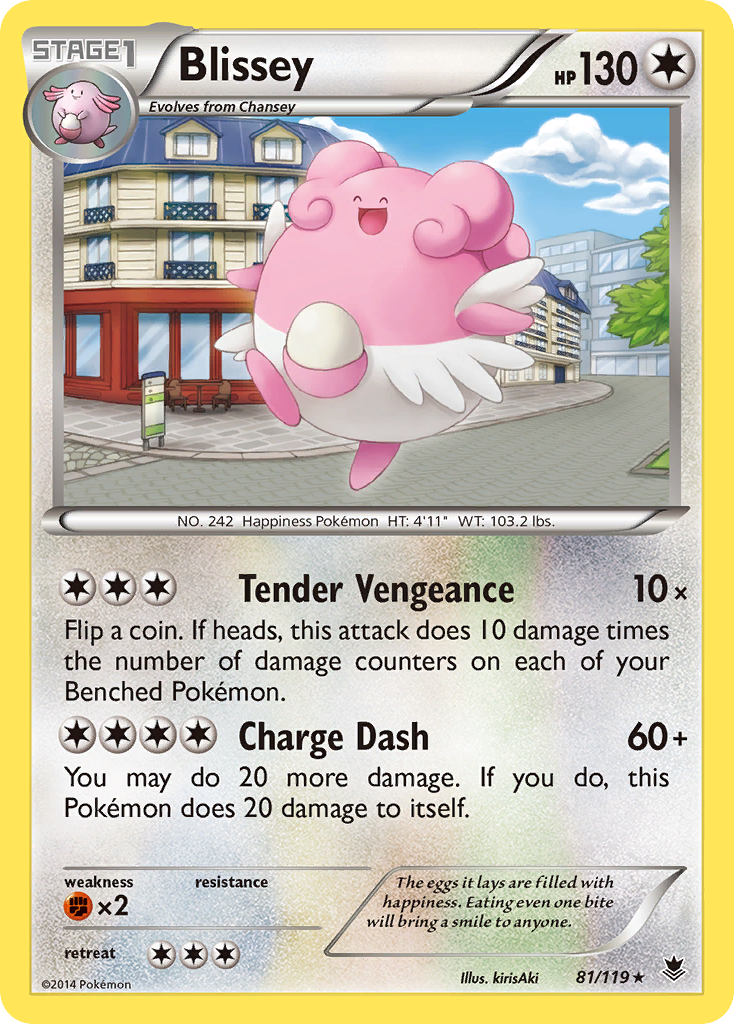 STAGE1
Blissey
HP 130
Evolves from Chansey
NO. 242 Happiness Pokémon HT: 4'11" WT: 103.2 lbs.
Tender Vengeance 10×
Flip a coin. If heads, this attack does 10 damage times
the number of damage counters on each of your
Benched Pokémon.
Charge Dash 60+
You may do 20 more damage. If you do, this
Pokémon does 20 damage to itself.
weakness resistance
×2
The eggs it lays are filled with
happiness. Eating even one bite
will bring a smile to anyone.
retreat
©2014 Pokémon
Illus. kirisAki 81/119 ★